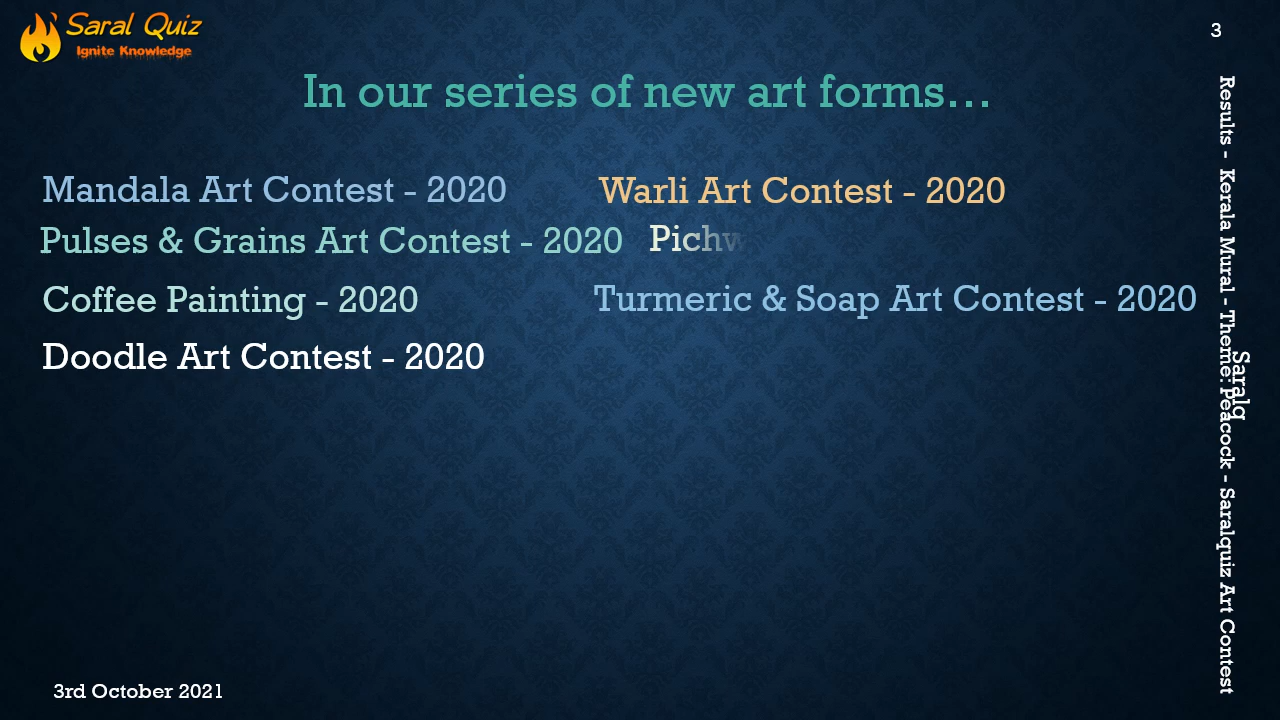 Saral Quiz
Ignite Knowledge
3
In our series of new art forms...
Mandala Art Contest - 2020
Warli Art Contest - 2020
Pulses & Grains Art Contest - 2020
Pichw
Coffee Painting - 2020
Turmeric & Soap Art Contest - 2020
Doodle Art Contest - 2020
Results - Kerala Mural - Theme: Peacock - Saralquiz Art Contest
Saralq
3rd October 2021